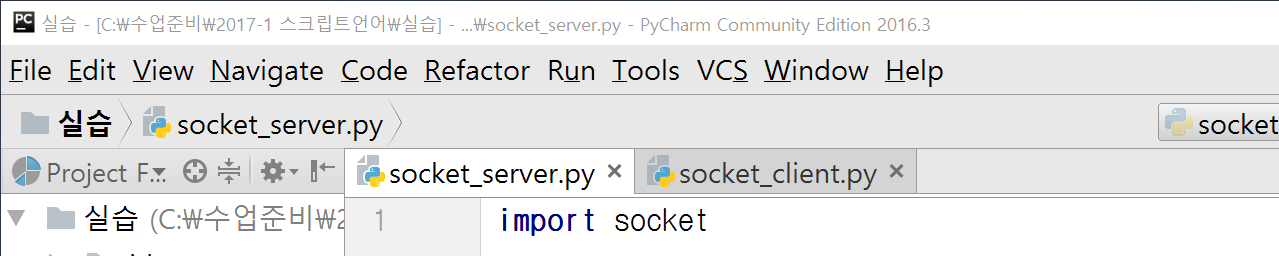 PC 실습 - [C:₩수업준비₩2017-1 스크립트언어₩실습] - ...₩socket_server.py - PyCharm Community Edition 2016.3
File Edit View Navigate Code Refactor Run Tools VCS Window Help
실습 socket_server.py socket
Project F... socket_server.py × socket_client.py ×
실습 (C:₩수업준비₩2 1 import socket